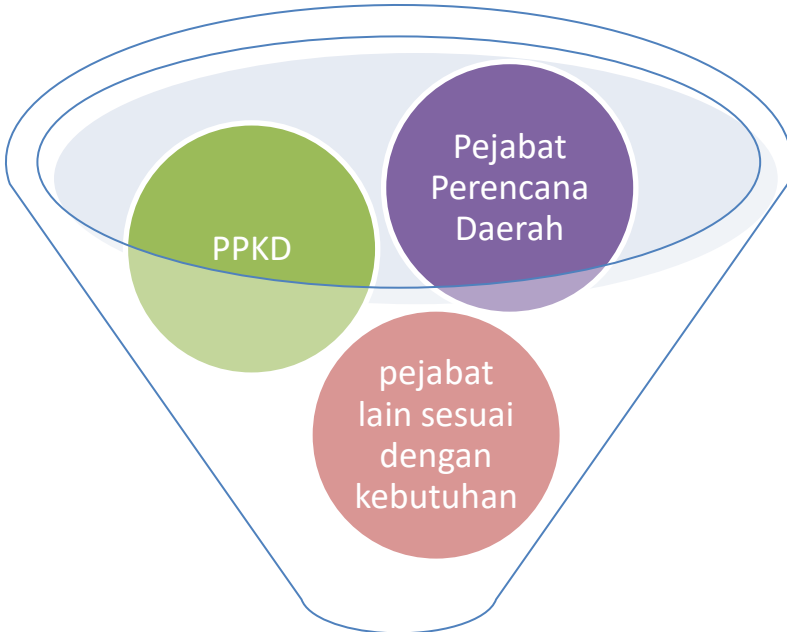 PPKD
Pejabat
Perencana
Daerah
pejabat
lain sesuai
dengan
kebutuhan